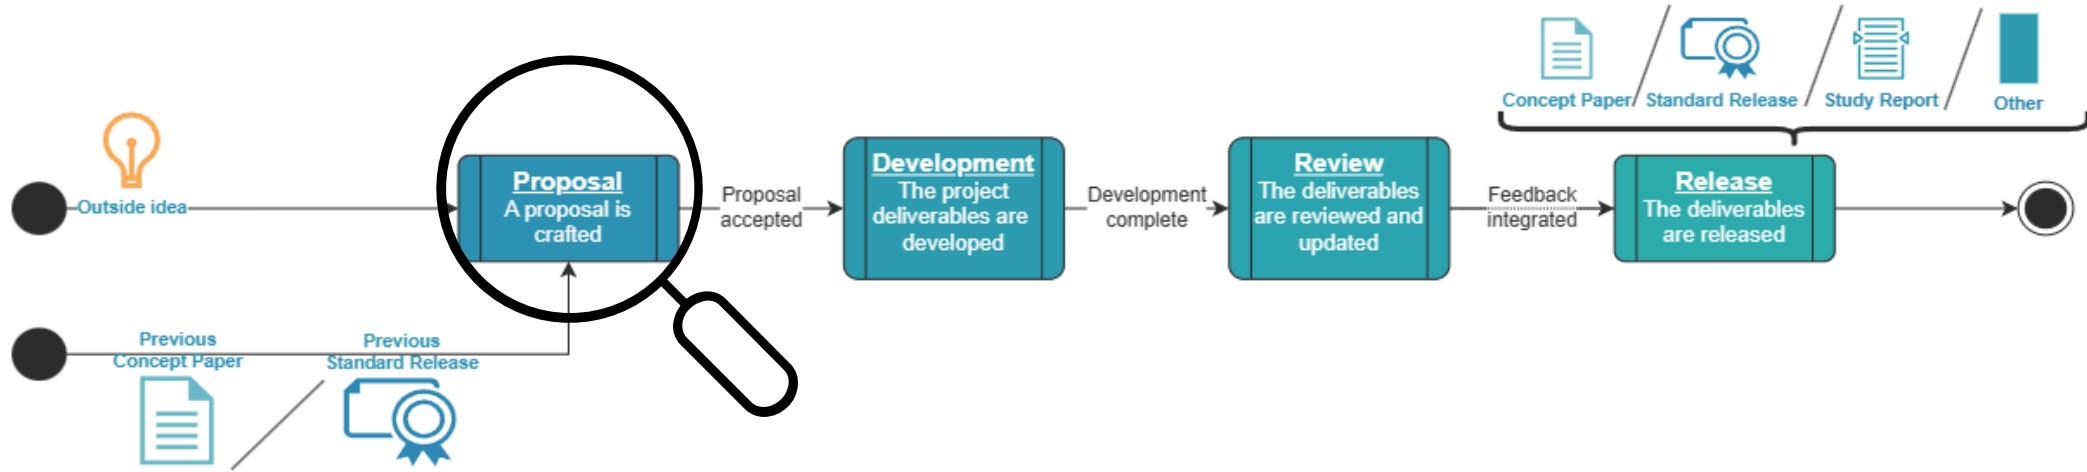 Outside idea
Previous
Concept Paper
Previous
Standard Release
Proposal
A proposal is
crafted
Proposal
accepted
Development
The project
deliverables are
developed
Development
complete
Review
The deliverables
are reviewed and
updated
Feedback
integrated
Concept Paper
Standard Release
Study Report
Other
Release
The deliverables
are released